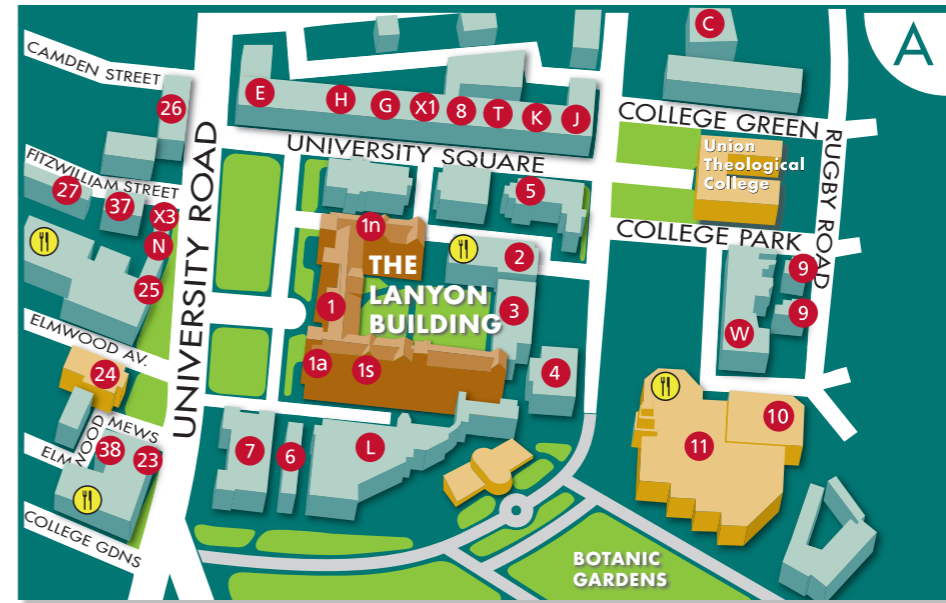 A
C
CAMDEN STREET
26
E
H
G
X1
8
T
K
J
COLLEGE GREEN
RUGBY ROAD
UNIVERSITY ROAD
UNIVERSITY SQUARE
Union
Theological
College
FITZWILLIAM STREET
27
37
X3
N
25
5
COLLEGE PARK
1n
2
9
9
W
THE
LANYON
BUILDING
1
3
1a
1s
4
ELMWOOD AV.
24
ELMWOOD MEWS
38
23
7
6
L
10
11
COLLEGE GDNS
BOTANIC
GARDENS